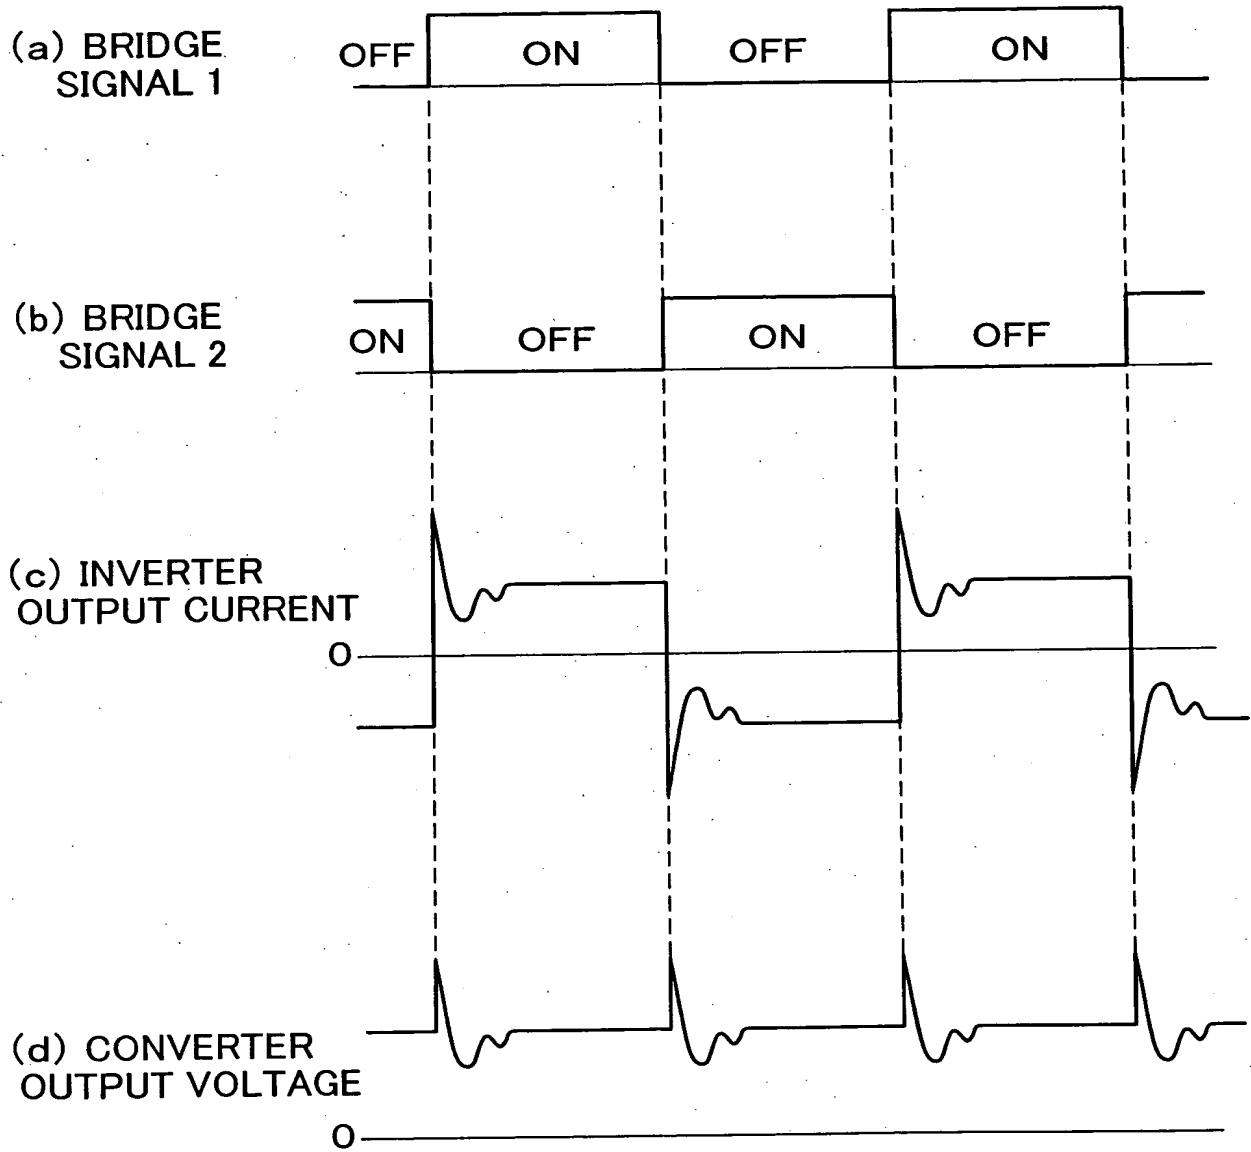 (a) BRIDGE
SIGNAL 1
OFF ON OFF ON
(b) BRIDGE
SIGNAL 2
ON OFF ON OFF
(c) INVERTER
OUTPUT CURRENT
0
(d) CONVERTER
OUTPUT VOLTAGE
0